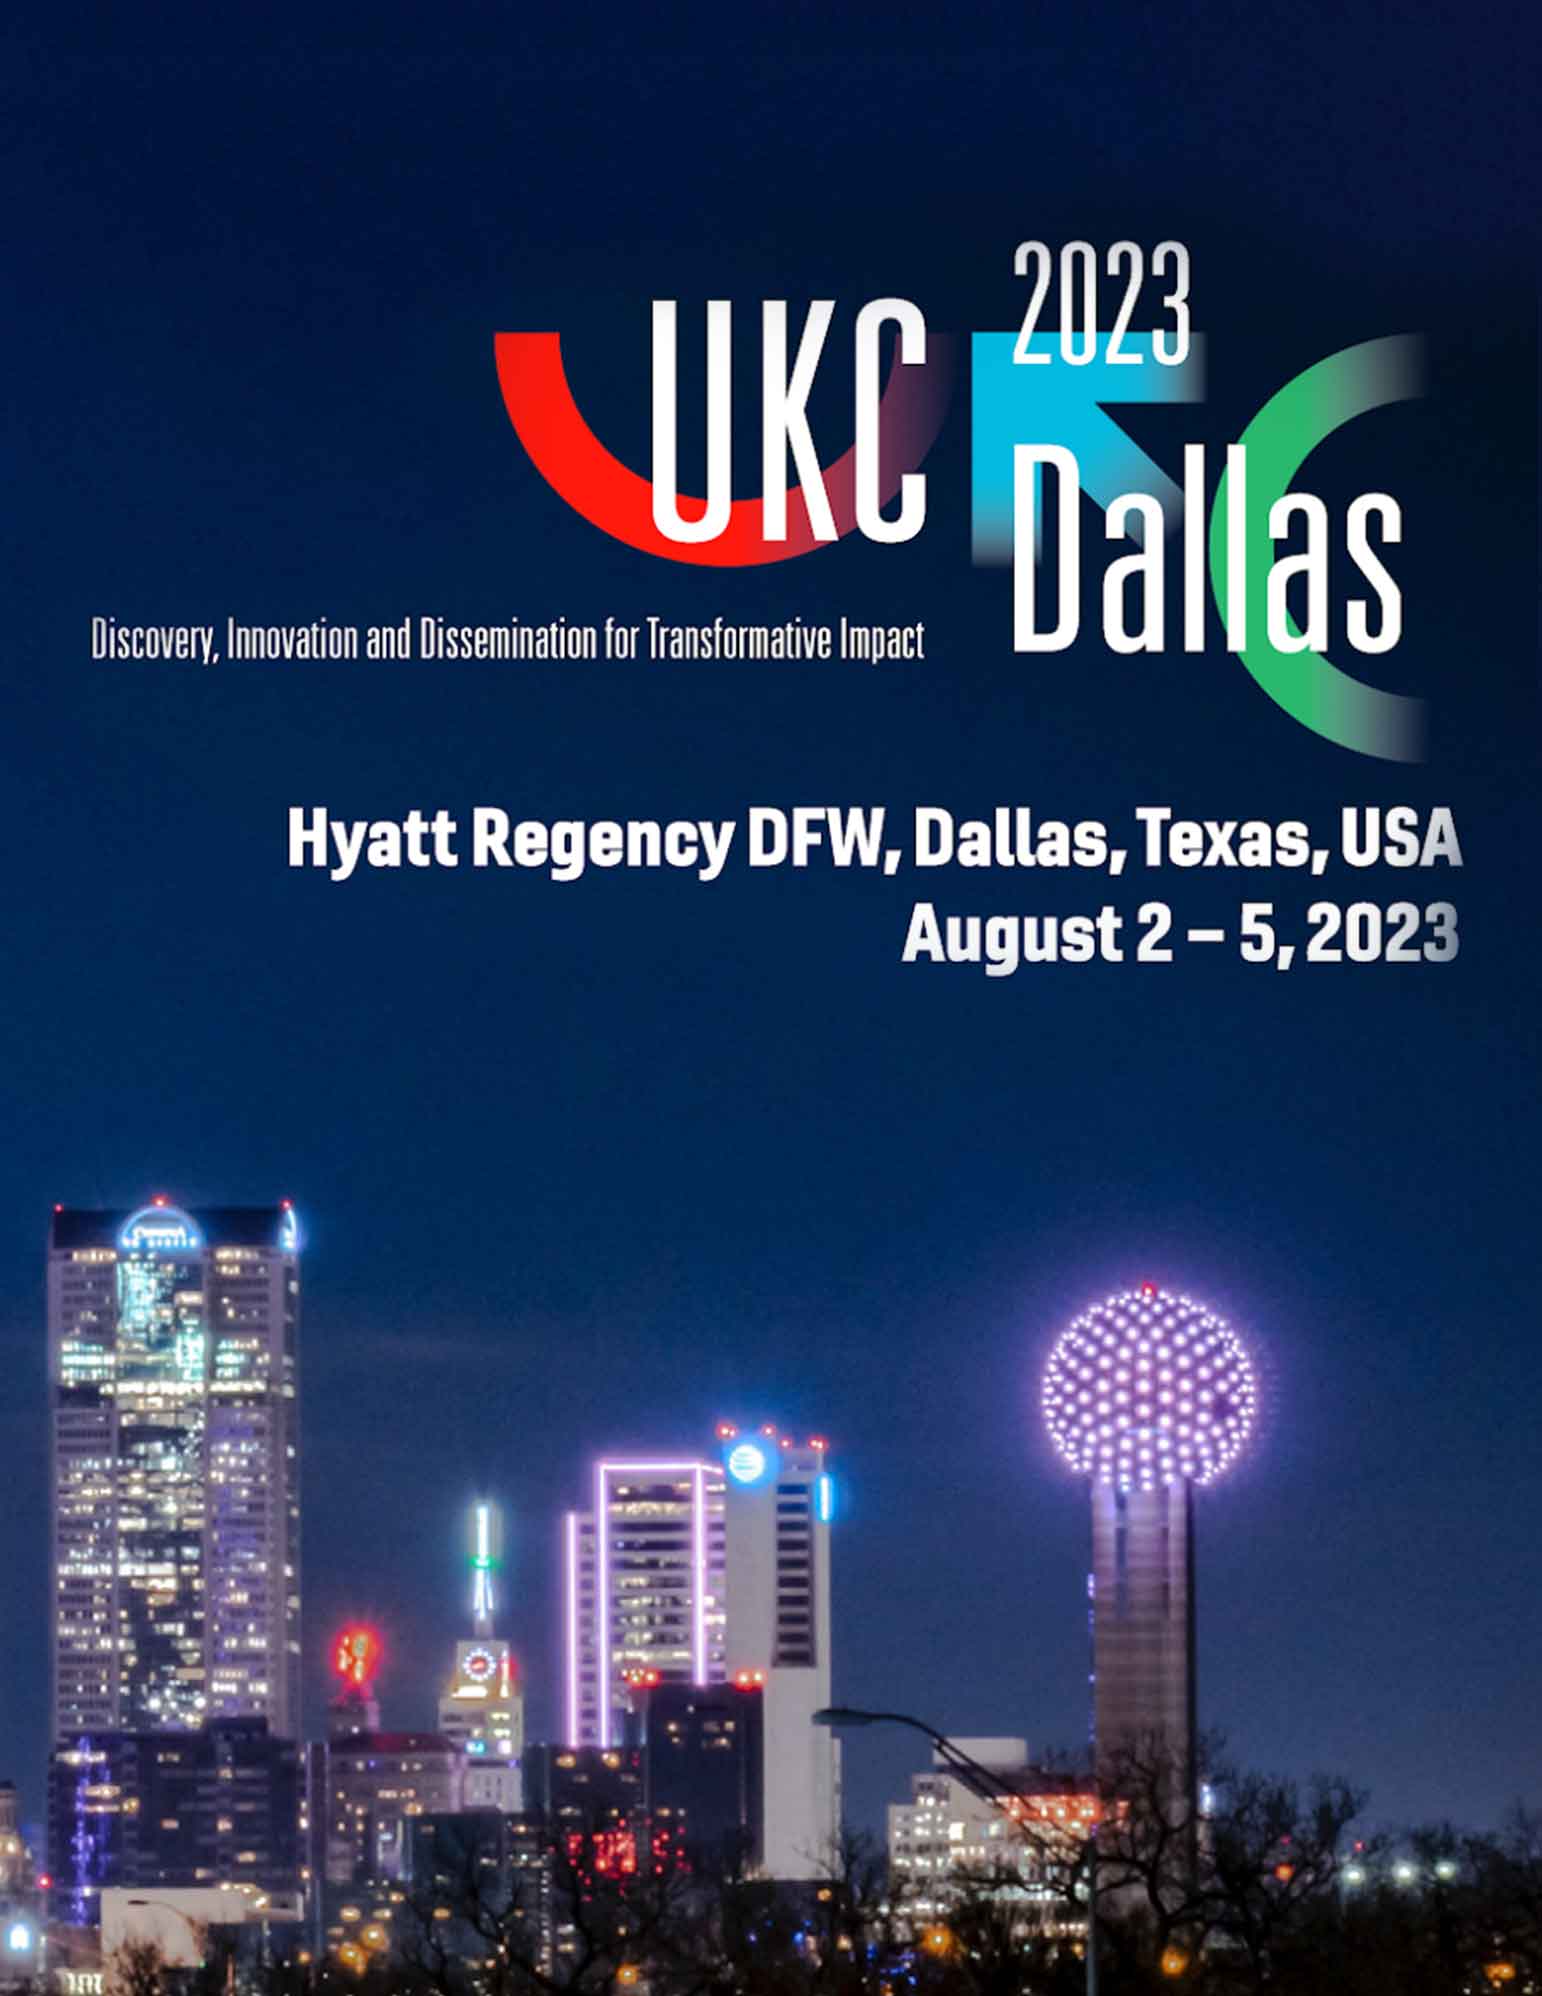 2023
UKC
Dallas
Discovery, Innovation and Dissemination for Transformative Impact
Hyatt Regency DFW, Dallas, Texas, USA
August 2 – 5, 2023